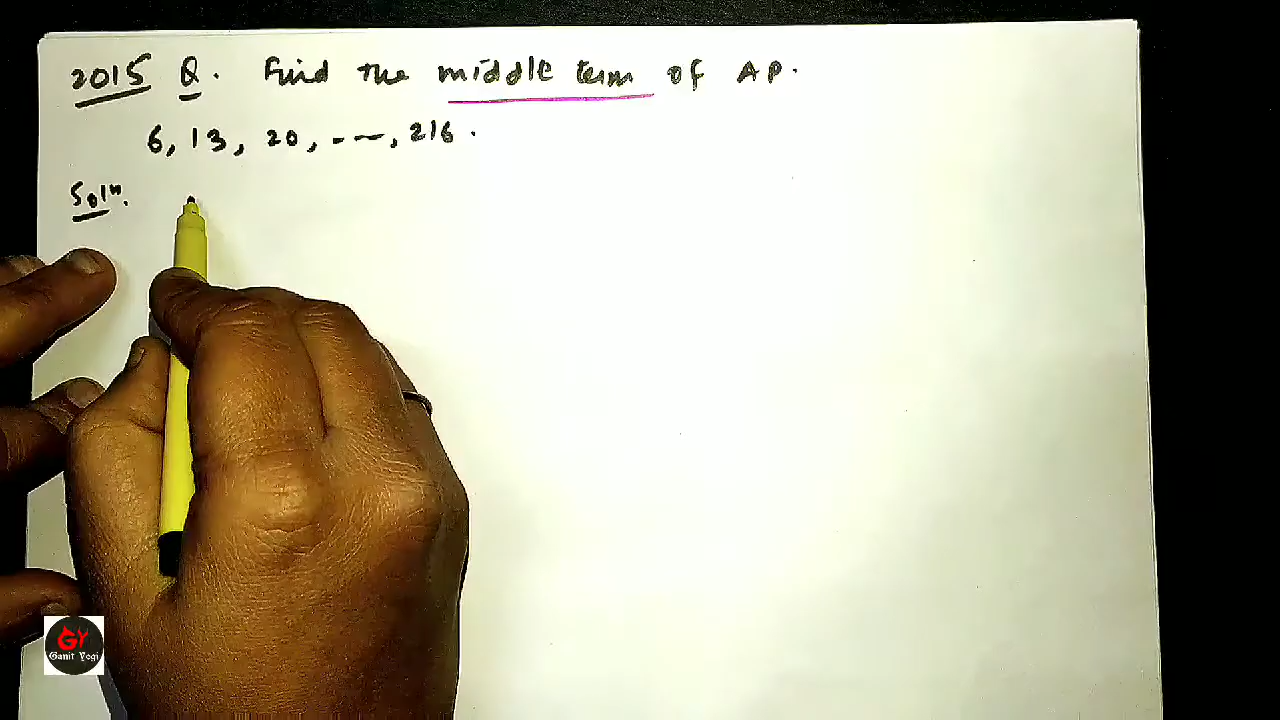 2015 Q. Find the middle term of AP.
6, 13, 20, ---, 216.
Soln.
GY
Ganit Yogi